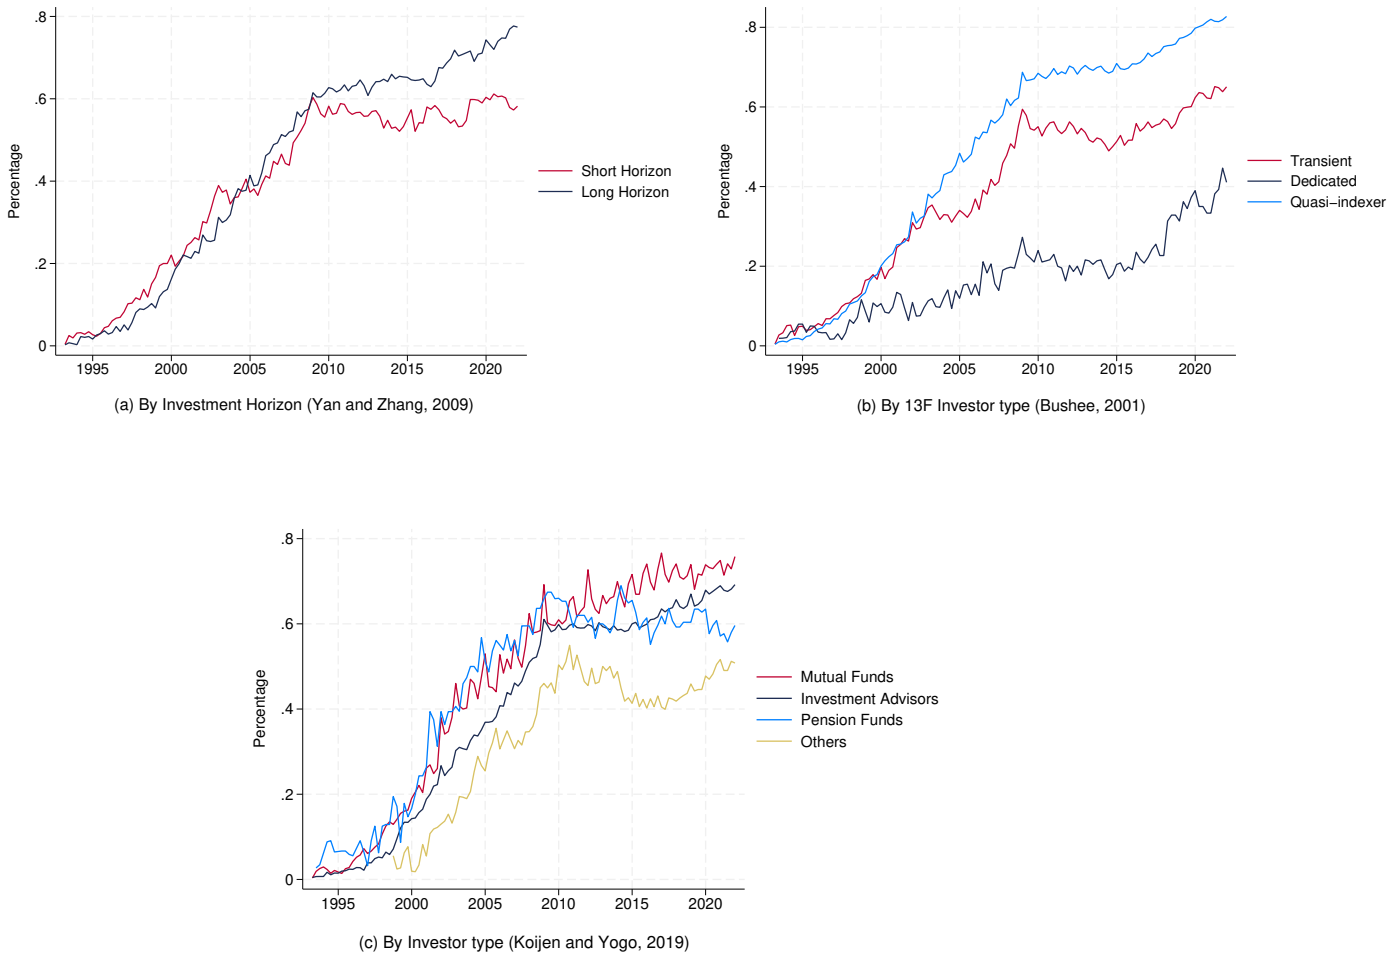 .8
.6
.4
.2
0
Percentage
1995 2000 2005 2010 2015 2020
Short Horizon
Long Horizon
(a) By Investment Horizon (Yan and Zhang, 2009)
.8
.6
.4
.2
0
Percentage
1995 2000 2005 2010 2015 2020
Transient
Dedicated
Quasi−indexer
(b) By 13F Investor type (Bushee, 2001)
.8
.6
.4
.2
0
Percentage
1995 2000 2005 2010 2015 2020
Mutual Funds
Investment Advisors
Pension Funds
Others
(c) By Investor type (Koijen and Yogo, 2019)